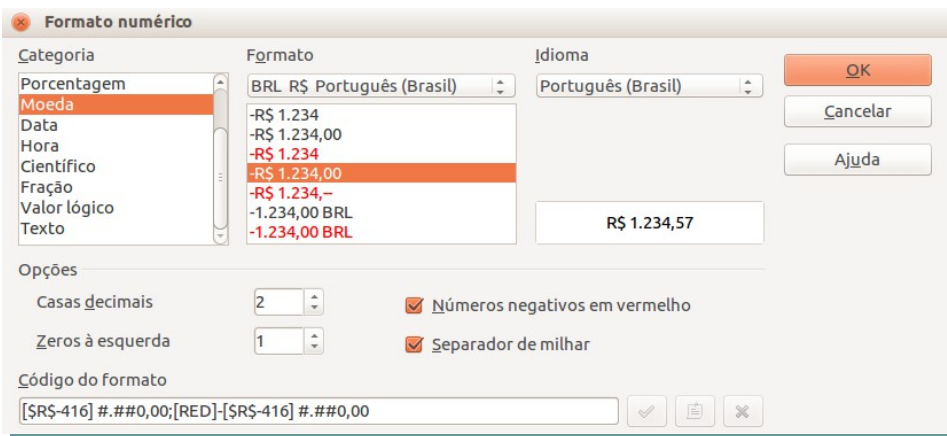 Formato numérico
Categoria
Porcentagem
Moeda
Data
Hora
Científico
Fração
Valor lógico
Texto
Formato
BRL R$ Português (Brasil)
-R$ 1.234
-R$ 1.234,00
-R$ 1.234
-R$ 1.234,00
-R$ 1.234,--
-1.234,00 BRL
-1.234,00 BRL
Idioma
Português (Brasil)
R$ 1.234,57
OK
Cancelar
Ajuda
Opções
Casas decimais
2
Números negativos em vermelho
Zeros à esquerda
1
Separador de milhar
Código do formato
[$R$-416] #.##0,00;[RED]-[$R$-416] #.##0,00